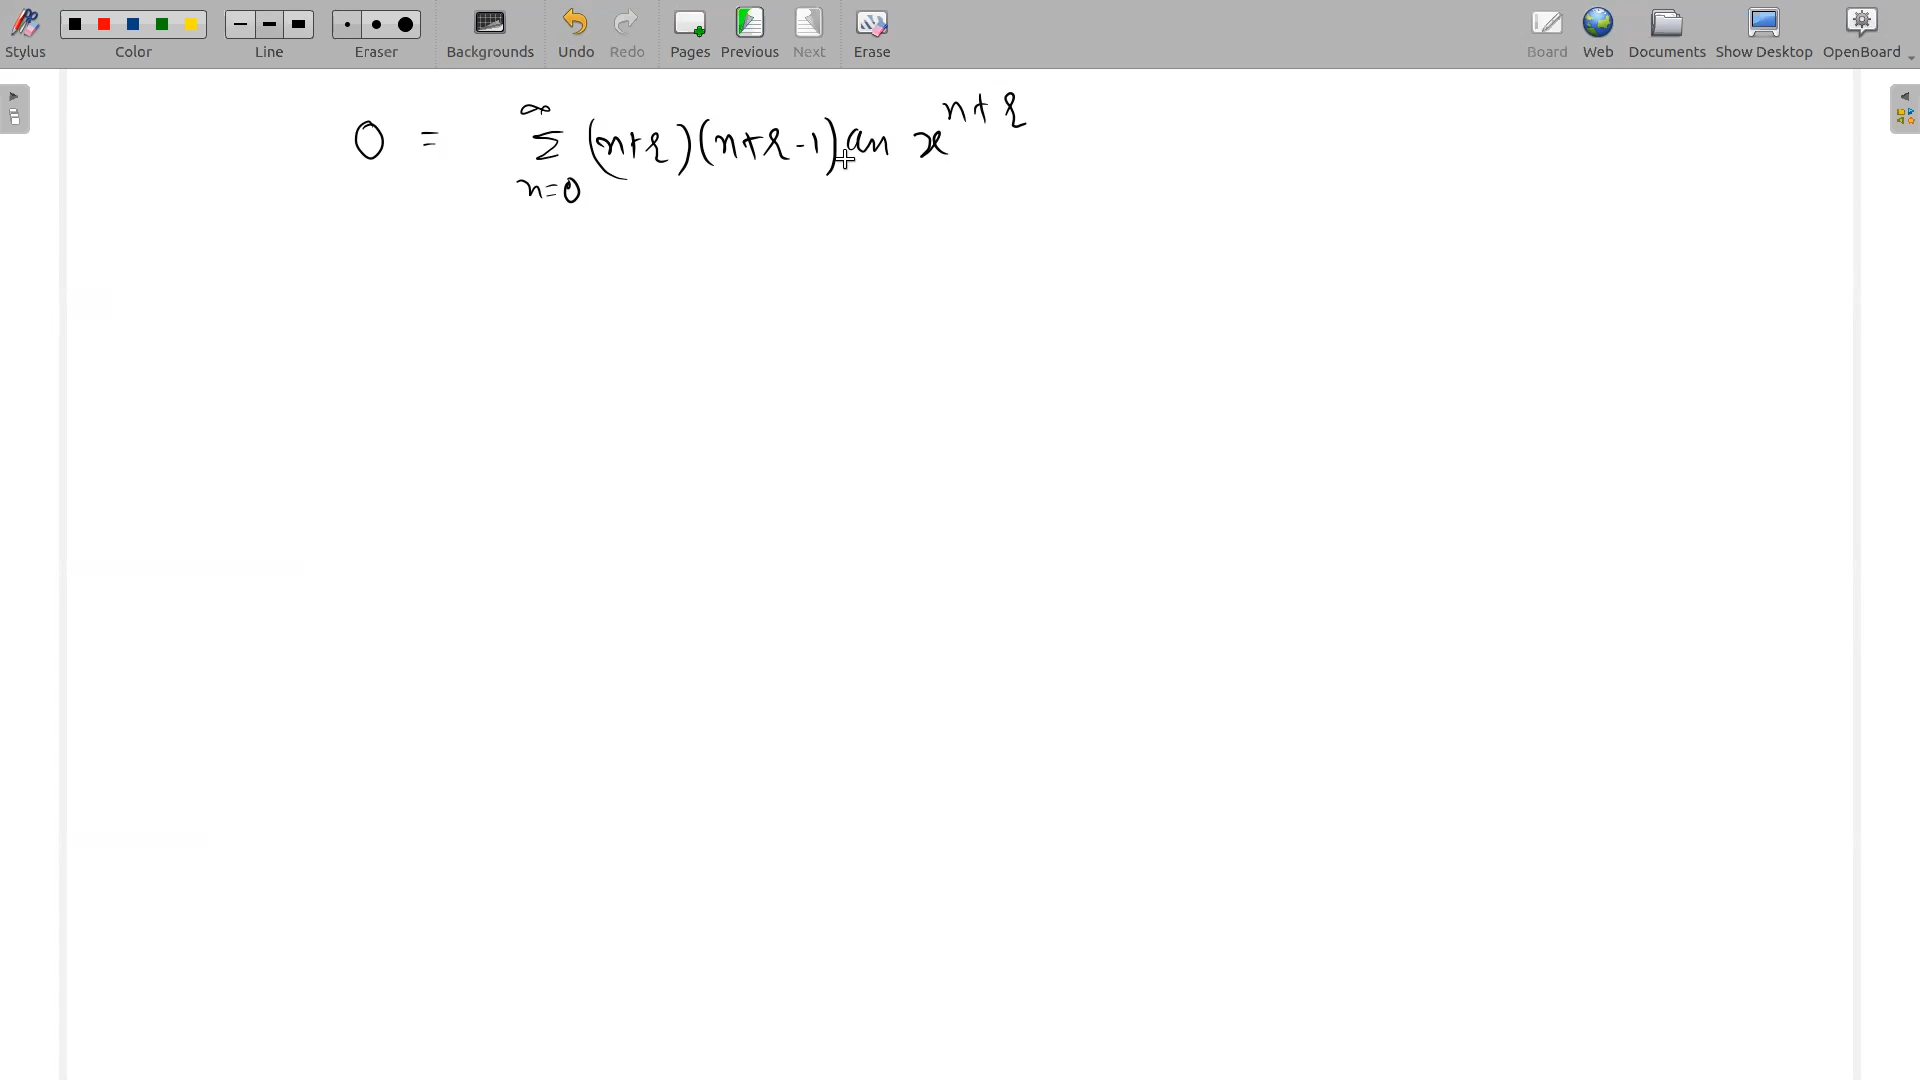 Stylus Color Line Eraser Backgrounds Undo Redo Pages Previous Next Erase Board Web Documents Show Desktop OpenBoard
0 = ∑_{n=0}^{∞} (n+r)(n+r-1) an x^{n+r}